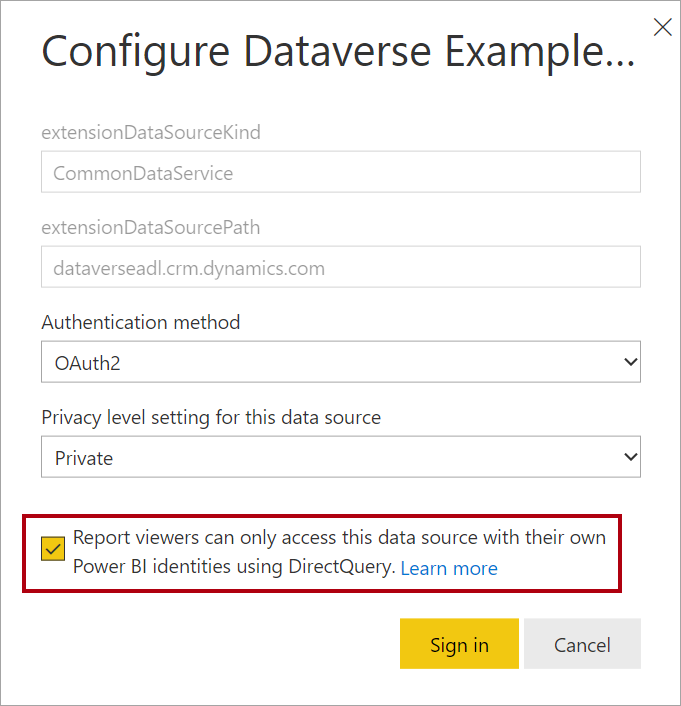 Configure Dataverse Example...
extensionDataSourceKind
CommonDataService
extensionDataSourcePath
dataverseadl.crm.dynamics.com
Authentication method
OAuth2
Privacy level setting for this data source
Private
Report viewers can only access this data source with their own
Power BI identities using DirectQuery. Learn more
Sign in
Cancel